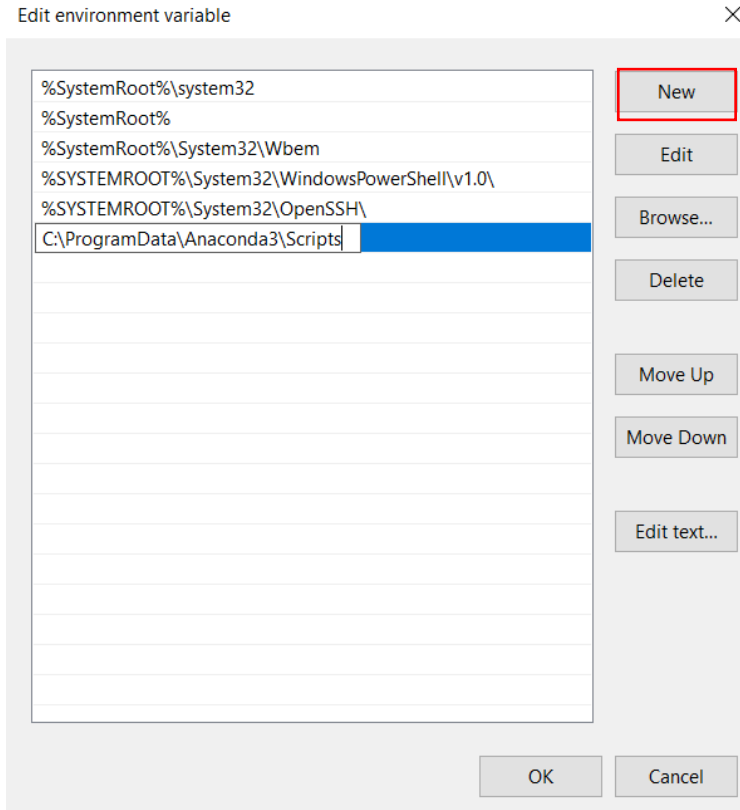 Edit environment variable
%SystemRoot%\system32
New
%SystemRoot%
%SystemRoot%\System32\Wbem
Edit
%SYSTEMROOT%\System32\WindowsPowerShell\v1.0\
%SYSTEMROOT%\System32\OpenSSH\
Browse...
C:\ProgramData\Anaconda3\Scripts
Delete
Move Up
Move Down
Edit text...
OK
Cancel